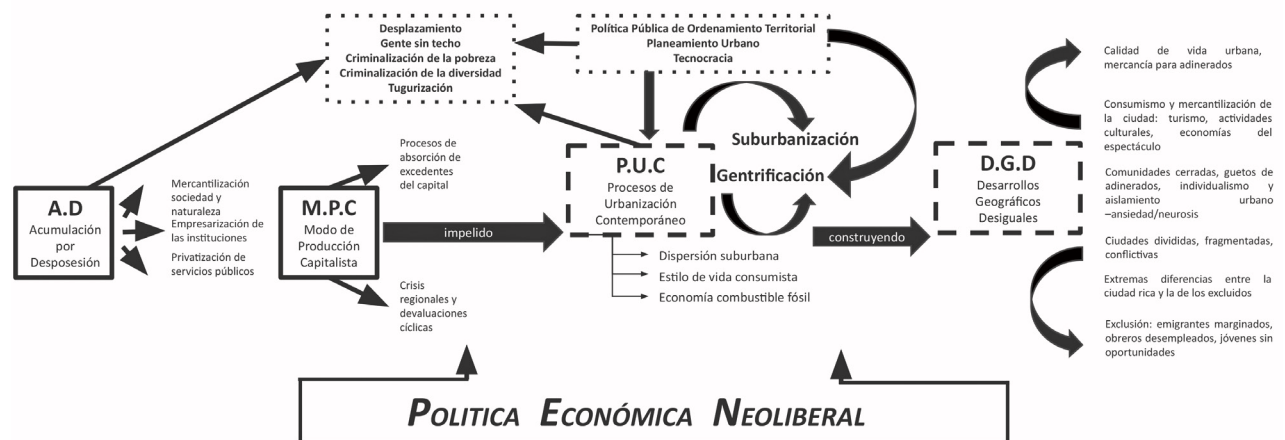 Desplazamiento
Gente sin techo
Criminalización de la pobreza
Criminalización de la diversidad
Tugurización
Política Pública de Ordenamiento Territorial
Planeamiento Urbano
Tecnocracia
A.D
Acumulación
por
Desposesión
Mercantilización
sociedad y
naturaleza
Empresarización de
las instituciones
Privatización de
servicios públicos
M.P.C
Modo de
Producción
Capitalista
Procesos de
absorción de
excedentes
del capital
Crisis
regionales y
devaluaciones
cíclicas
impelido
P.U.C
Procesos de
Urbanización
Contemporáneo
Dispersión suburbana
Estilo de vida consumista
Economía combustible fósil
Suburbanización
Gentrificación
construyendo
D.G.D
Desarrollos
Geográficos
Desiguales
Calidad de vida urbana,
mercancía para adinerados
Consumismo y mercantilización de
la ciudad: turismo, actividades
culturales, economías del
espectáculo
Comunidades cerradas, guetos de
adinerados, individualismo y
aislamiento urbano
–ansiedad/neurosis
Ciudades divididas, fragmentadas,
conflictivas
Extremas diferencias entre la
ciudad rica y la de los excluidos
Exclusión: emigrantes marginados,
obreros desempleados, jóvenes sin
oportunidades
POLITICA ECONÓMICA NEOLIBERAL